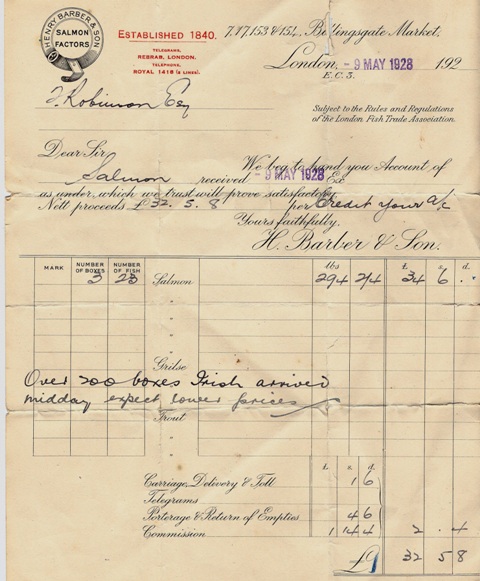 HENRY BARBER & SON
SALMON
FACTORS
ESTABLISHED 1840.
TELEGRAMS,
RESRAB, LONDON.
TELEPHONE,
ROYAL 1418 (2 LINES).
7,77,153 & 154, Billingsgate Market,
London, - 9 MAY 1928 192
E.C.3.
J. Robinson Esq
Subject to the Rules and Regulations
of the London Fish Trade Association.
Dear Sir
We beg to hand you Account of
Salmon received - 9 MAY 1928 Ex
as under, which we trust will prove satisfactory
Nett proceeds £32. 5. 8 per Credit your a/c
Yours faithfully,
H. Barber & Son.
MARK NUMBER OF BOXES NUMBER OF FISH lbs £ s. d.
3 23 Salmon 294 2/4 34 6
Grilse
Over 200 boxes Irish arrived
midday expect lower prices
Trout
£ s. d.
Carriage, Delivery & Toll 1 6
Telegrams
Porterage & Return of Empties 4 6
Commission 1 14 4 2 . 4
£ 32 5 8